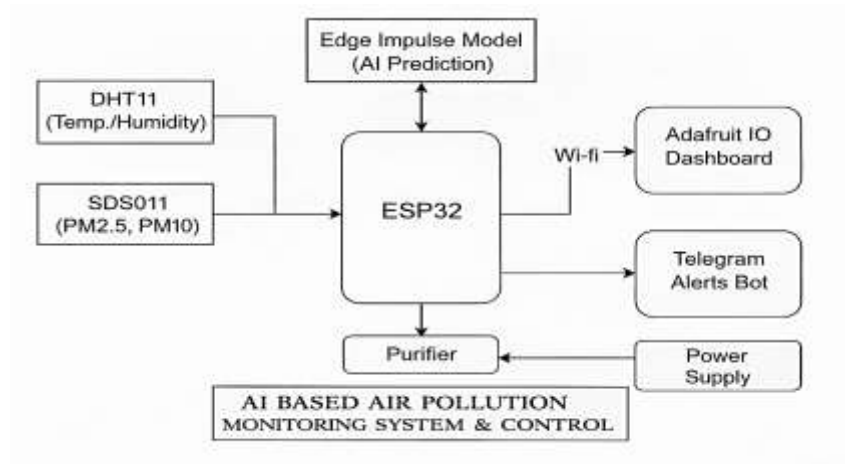 Edge Impulse Model
(AI Prediction)
DHT11
(Temp./Humidity)
SDS011
(PM2.5, PM10)
ESP32
Wi-fi
Adafruit IO
Dashboard
Telegram
Alerts Bot
Purifier
Power
Supply
AI BASED AIR POLLUTION
MONITORING SYSTEM & CONTROL